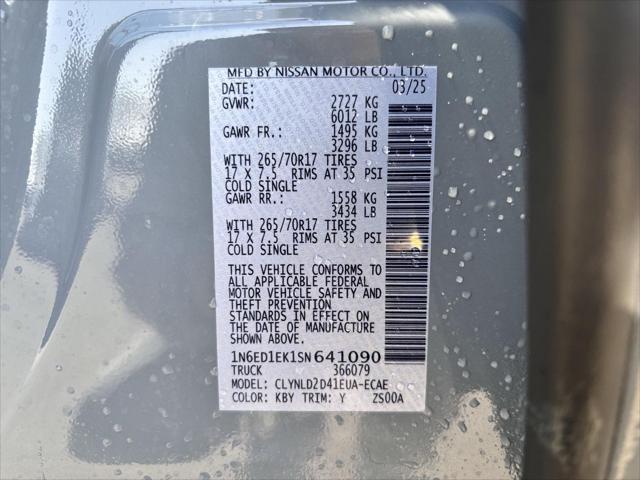 MFD BY NISSAN MOTOR CO., LTD.
DATE: 03/25
GVWR: 2727 KG
6012 LB
GAWR FR.: 1495 KG
3296 LB
WITH 265/70R17 TIRES
17 X 7.5 RIMS AT 35 PSI
COLD SINGLE
GAWR RR.: 1558 KG
3434 LB
WITH 265/70R17 TIRES
17 X 7.5 RIMS AT 35 PSI
COLD SINGLE
THIS VEHICLE CONFORMS TO
ALL APPLICABLE FEDERAL
MOTOR VEHICLE SAFETY AND
THEFT PREVENTION
STANDARDS IN EFFECT ON
THE DATE OF MANUFACTURE
SHOWN ABOVE.
1N6ED1EK1SN641090
TRUCK 366079
MODEL: CLYNLD2D41EUA-ECAE
COLOR: KBY TRIM: Y ZS00A